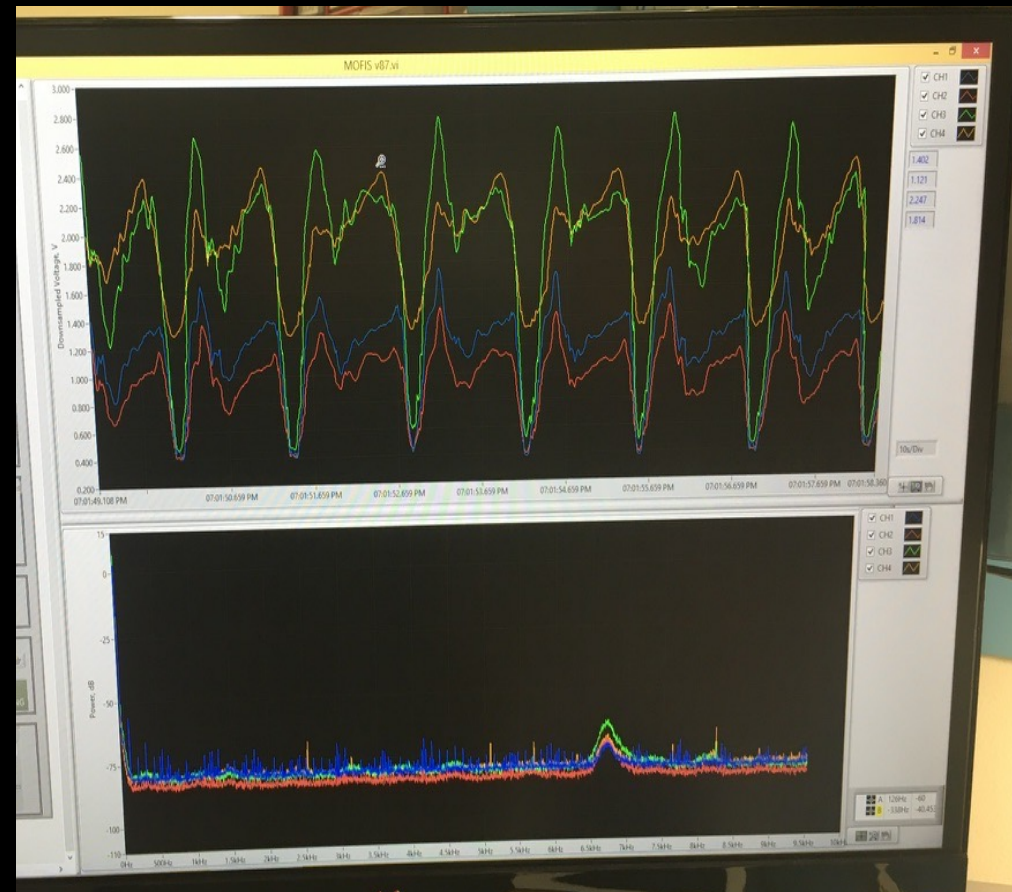 MOFIS v87.vi
3.000
2.800
2.600
2.400
2.200
2.000
1.800
1.600
1.400
1.200
1.000
0.800
0.600
0.400
0.200
Downsampled Voltage, V
07:01:49.108 PM 07:01:50.659 PM 07:01:51.659 PM 07:01:52.659 PM 07:01:53.659 PM 07:01:54.659 PM 07:01:55.659 PM 07:01:56.659 PM 07:01:57.659 PM 07:01:58.360
CH1
CH2
CH3
CH4
1.402
1.121
2.247
1.814
10s/Div
15
0
-25
-50
-75
-100
-110
Power, dB
0Hz 500Hz 1kHz 1.5kHz 2kHz 2.5kHz 3kHz 3.5kHz 4kHz 4.5kHz 5kHz 5.5kHz 6kHz 6.5kHz 7kHz 7.5kHz 8kHz 8.5kHz 9kHz 9.5kHz 10kHz
CH1
CH2
CH3
CH4
A 126Hz -60